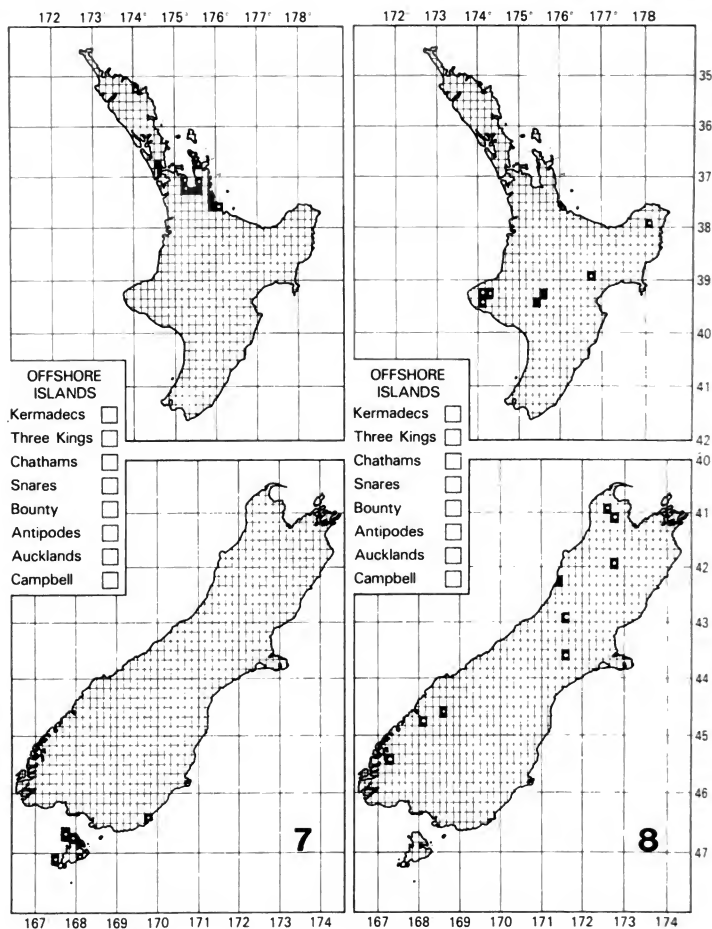 172 173 174° 175° 176° 177° 178°
172 173 174° 175° 176° 177° 178
34
35
36
37
38
39
40
41
42
OFFSHORE
ISLANDS
Kermadecs
Three Kings
Chathams
Snares
Bounty
Antipodes
Aucklands
Campbell
OFFSHORE
ISLANDS
Kermadecs
Three Kings
Chathams
Snares
Bounty
Antipodes
Aucklands
Campbell
40
41
42
43
44
45
46
47
7
8
167 168 169 170 171 172 173 174
167 168 169 170 171 172 173 174